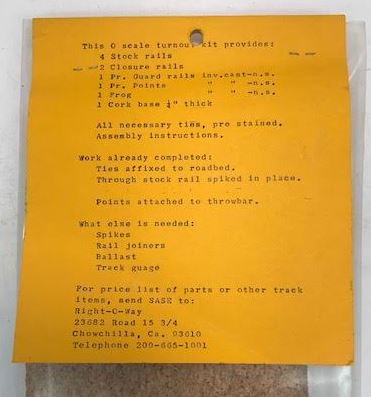 This O scale turnout kit provides:
4 Stock rails
2 Closure rails
1 Pr. Guard rails inv.cast-n.s.
1 Pr. Points " " -n.s.
1 Frog " " -n.s.
1 Cork base ¼" thick
All necessary ties, pre stained.
Assembly instructions.
Work already completed:
Ties affixed to roadbed.
Through stock rail spiked in place.
Points attached to throwbar.
What else is needed:
Spikes
Rail joiners
Ballast
Track guage
For price list of parts or other track
items, send SASE to:
Right-O-Way
23682 Road 15 3/4
Chowchilla, Ca. 93610
Telephone 209-665-1001